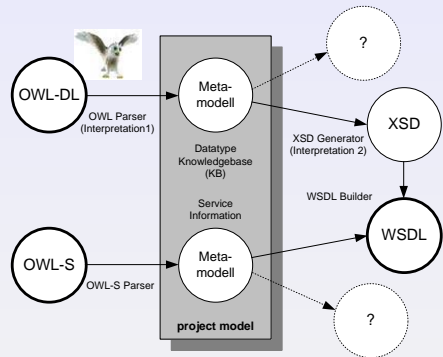 ?
OWL-DL
Meta-
modell
OWL Parser
(Interpretation1)
XSD
XSD Generator
(Interpretation 2)
Datatype
Knowledgebase
(KB)
WSDL Builder
Service
Information
OWL-S
Meta-
modell
WSDL
OWL-S Parser
?
project model